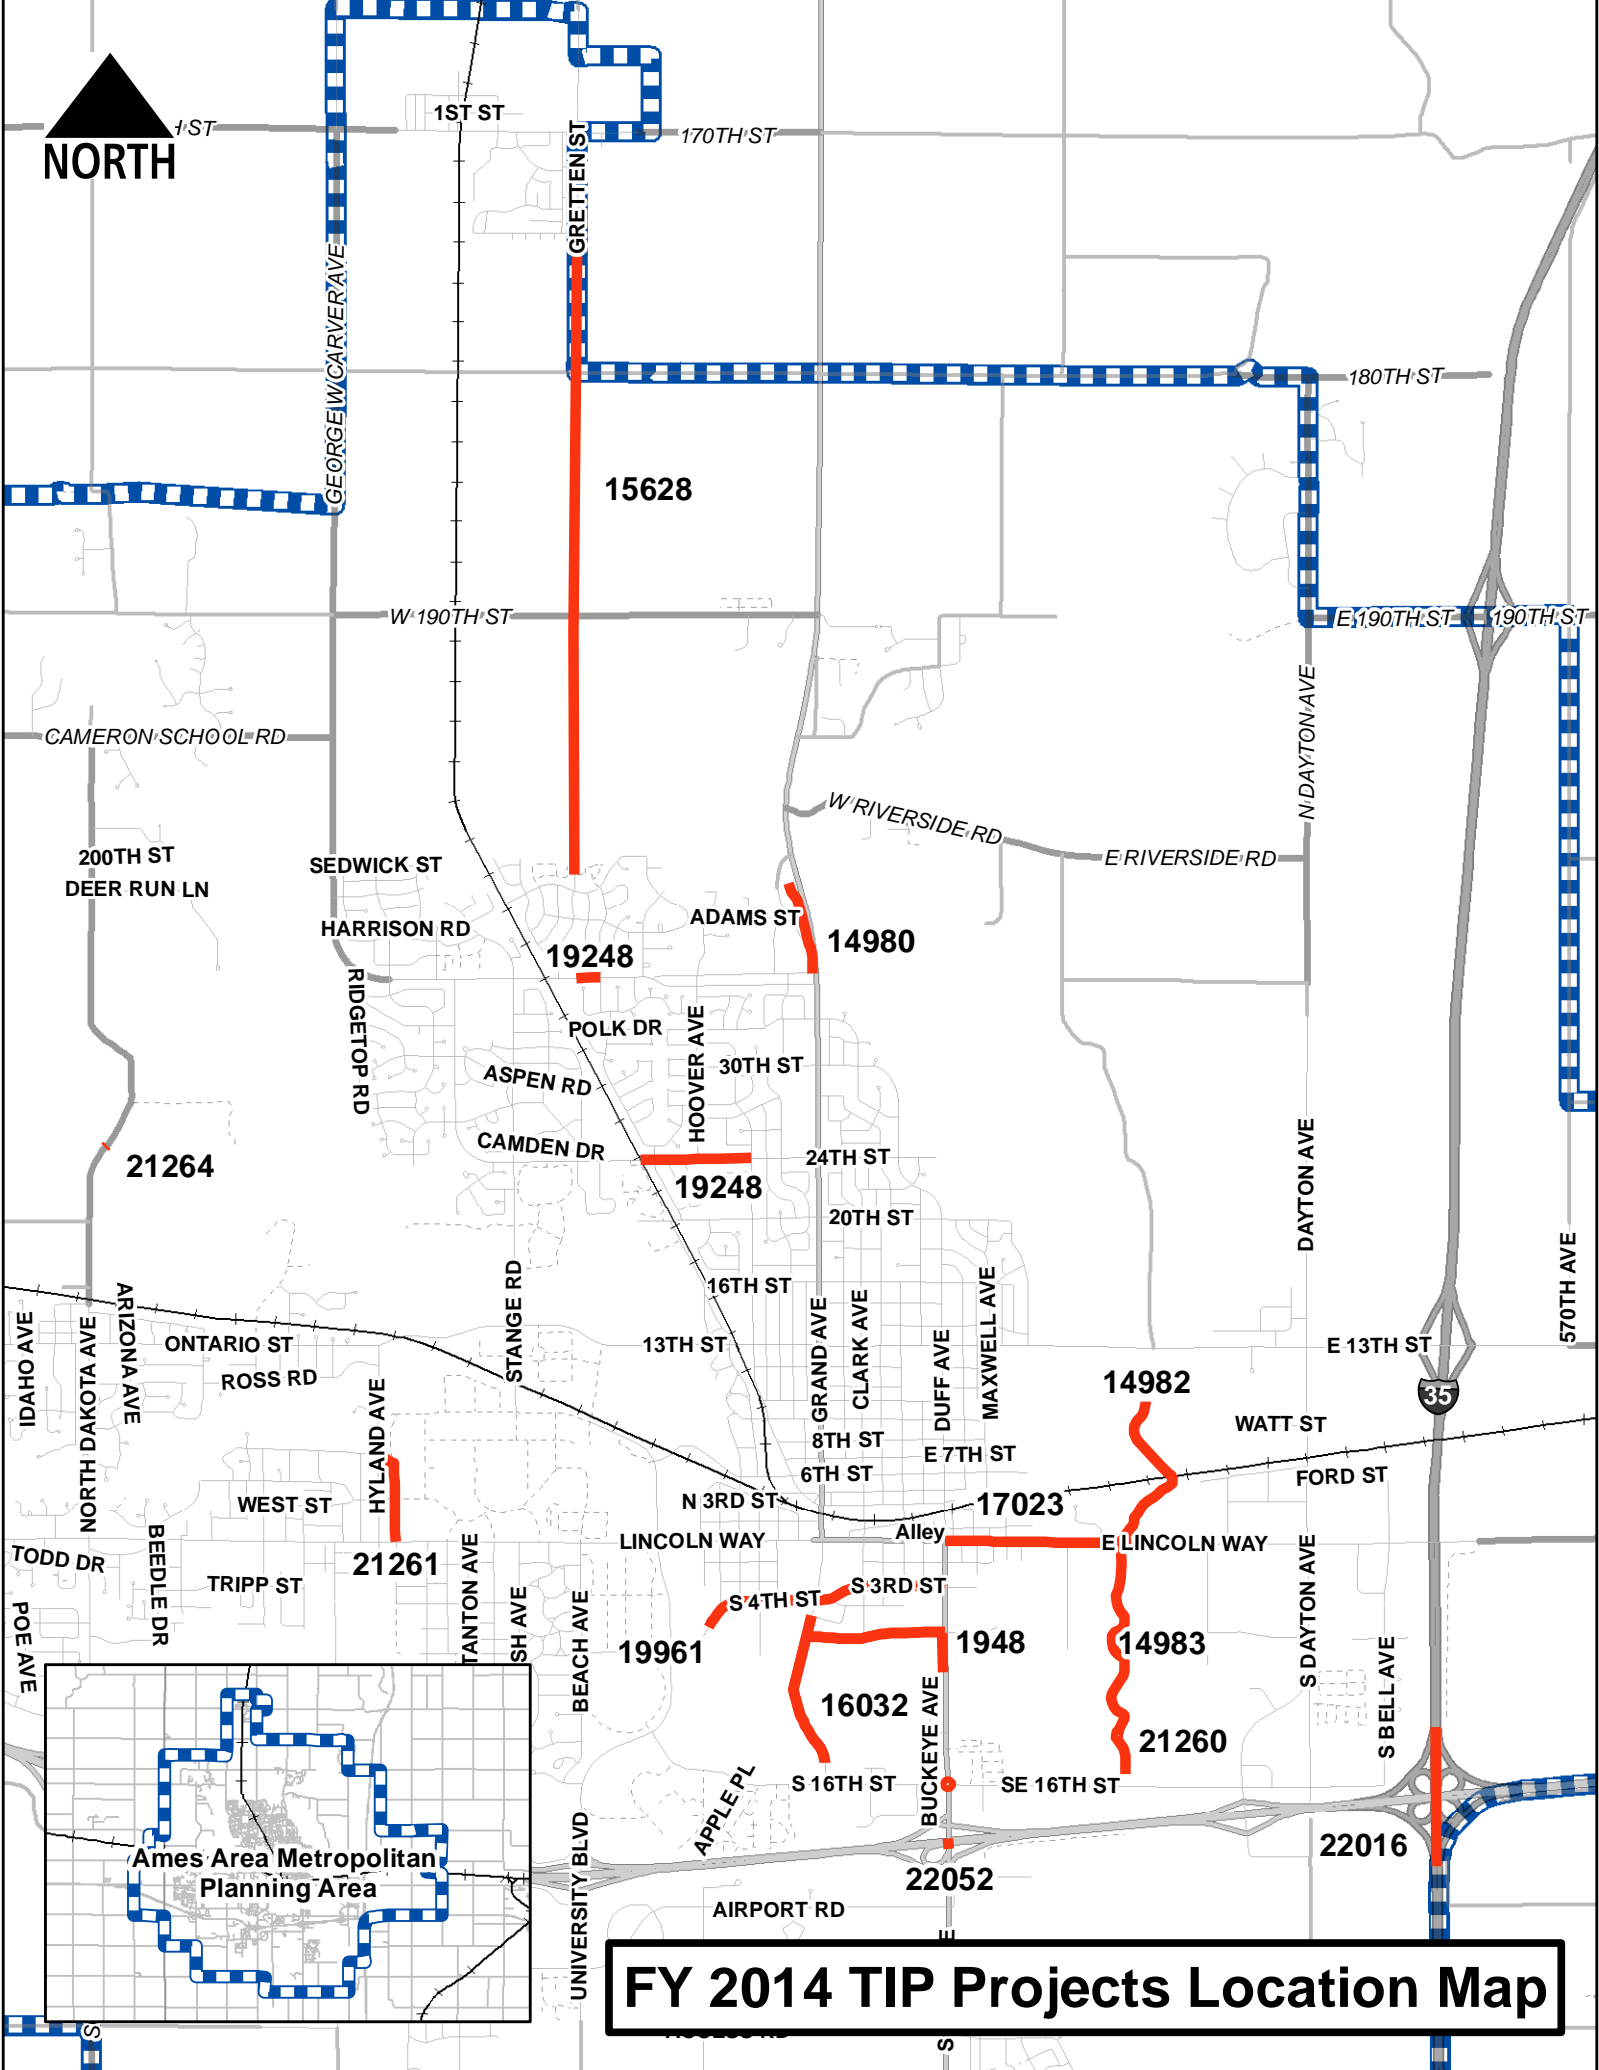 1ST ST
H ST
170TH ST
NORTH
GRETTEN ST
GEORGE W CARVER AVE
180TH ST
15628
W 190TH ST
E 190TH ST
190TH ST
CAMERON SCHOOL RD
N DAYTON AVE
W RIVERSIDE RD
E RIVERSIDE RD
200TH ST
SEDWICK ST
DEER RUN LN
ADAMS ST
HARRISON RD
14980
19248
RIDGETOP RD
POLK DR
HOOVER AVE
30TH ST
ASPEN RD
CAMDEN DR
24TH ST
21264
19248
DAYTON AVE
20TH ST
570TH AVE
16TH ST
STANGE RD
IDAHO AVE
NORTH DAKOTA AVE
ARIZONA AVE
ONTARIO ST
13TH ST
GRAND AVE
CLARK AVE
DUFF AVE
MAXWELL AVE
E 13TH ST
ROSS RD
14982
35
HYLAND AVE
WATT ST
8TH ST
E 7TH ST
6TH ST
FORD ST
WEST ST
N 3RD ST
17023
LINCOLN WAY
Alley
E LINCOLN WAY
TODD DR
BEEDLE DR
21261
TRIPP ST
S 3RD ST
S 4TH ST
POE AVE
TANTON AVE
SH AVE
BEACH AVE
19961
1948
14983
S DAYTON AVE
S BELL AVE
16032
BUCKEYE AVE
21260
S 16TH ST
SE 16TH ST
APPLE PL
UNIVERSITY BLVD
22016
Ames Area Metropolitan
Planning Area
22052
AIRPORT RD
E
FY 2014 TIP Projects Location Map
S
S